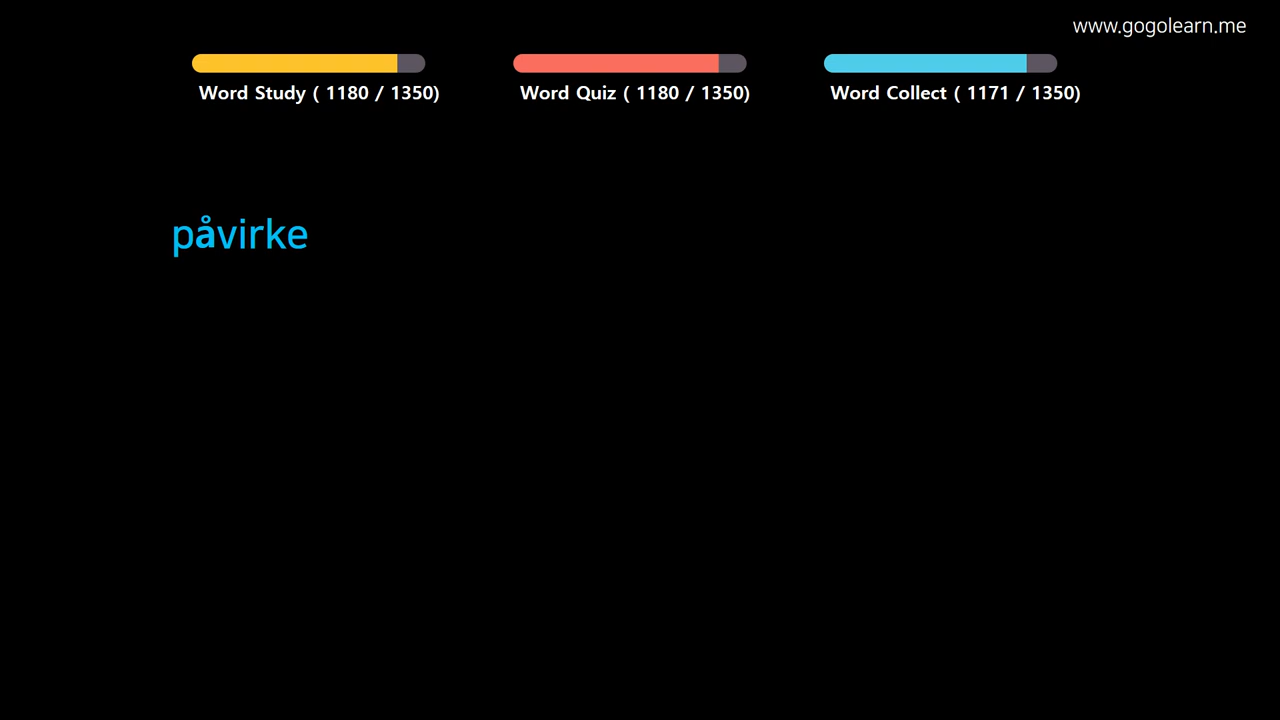 www.gogolearn.me
Word Study ( 1180 / 1350)
Word Quiz ( 1180 / 1350)
Word Collect ( 1171 / 1350)
påvirke